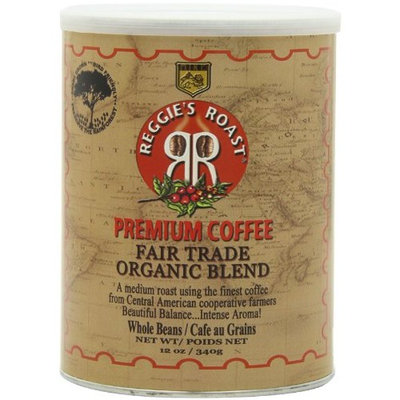 REGGIE'S ROAST
RR
PREMIUM COFFEE
FAIR TRADE
ORGANIC BLEND
A medium roast using the finest coffee
from Central American cooperative farmers
Beautiful Balance...Intense Aroma!
Whole Beans/Cafe au Grains
NET WT/ POIDS NET
12 oz / 340g